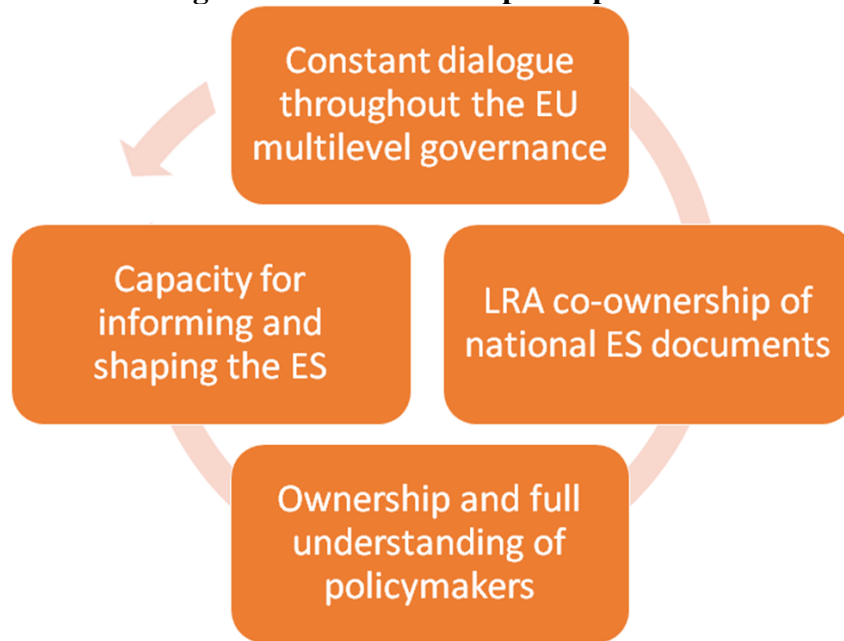 Constant dialogue
throughout the EU
multilevel governance
Capacity for
informing and
shaping the ES
LRA co-ownership of
national ES documents
Ownership and full
understanding of
policymakers